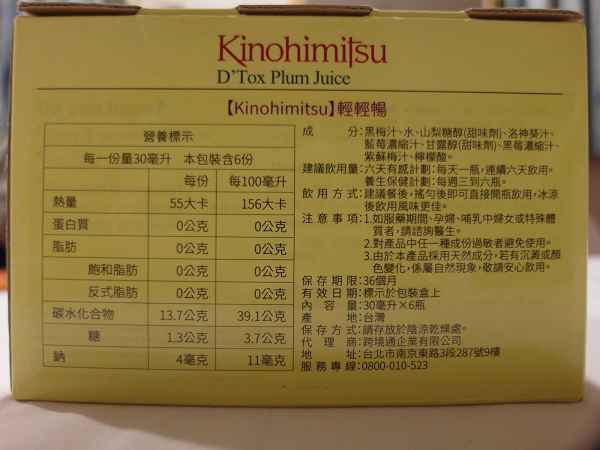 Kinohimitsu
D'Tox Plum Juice
【Kinohimitsu】輕輕暢
營養標示
每一份量30毫升 本包裝含6份
每份 每100毫升
熱量 55大卡 156大卡
蛋白質 0公克 0公克
脂肪 0公克 0公克
飽和脂肪 0公克 0公克
反式脂肪 0公克 0公克
碳水化合物 13.7公克 39.1公克
糖 1.3公克 3.7公克
鈉 4毫克 11毫克
成分:黑梅汁、水、山梨糖醇(甜味劑)、洛神葵汁、
藍莓濃縮汁、甘露醇(甜味劑)、黑莓濃縮汁、
紫蘇梅汁、檸檬酸。
建議飲用量:六天有感計劃:每天一瓶,連續六天飲用。
養生保健計劃:每週三到六瓶。
飲用方式:建議餐後,搖勻後即可直接開瓶飲用,冰涼
後飲用風味更佳。
注意事項:1.如服藥期間、孕婦、哺乳中婦女或特殊體
質者,請諮詢醫生。
2.對產品中任一種成份過敏者避免使用。
3.由於本產品採用天然成分,若有沉澱或顏
色變化,係屬自然現象,敬請安心飲用。
保存期限:36個月
有效日期:標示於包裝盒上
內容量:30毫升×6瓶
產地:台灣
保存方式:請存放於陰涼乾燥處。
代理商:跨境通企業有限公司
地址:台北市南京東路3段287號9樓
服務專線:0800-010-523